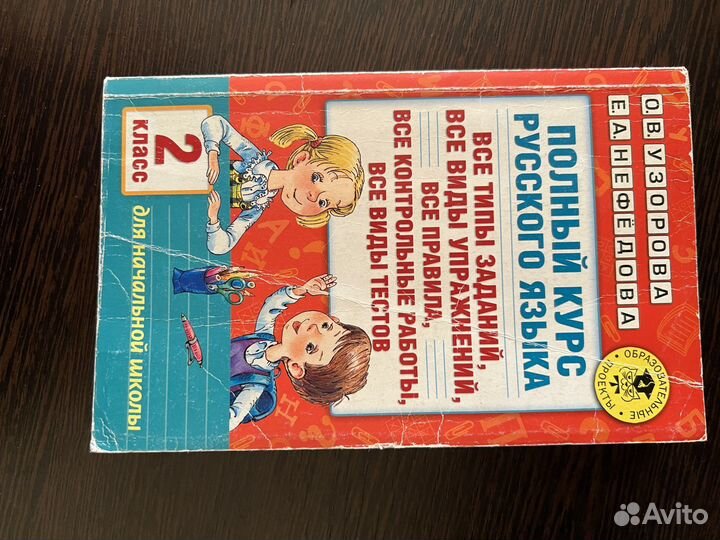 О.В. УЗОРОВА
Е.А. НЕФЁДОВА
ПОЛНЫЙ КУРС
РУССКОГО ЯЗЫКА
ВСЕ ТИПЫ ЗАДАНИЙ,
ВСЕ ВИДЫ УПРАЖНЕНИЙ,
ВСЕ ПРАВИЛА,
ВСЕ КОНТРОЛЬНЫЕ РАБОТЫ,
ВСЕ ВИДЫ ТЕСТОВ
ОБРАЗОВАТЕЛЬНЫЕ
ПРОЕКТЫ
2
класс
для начальной школы
Avito